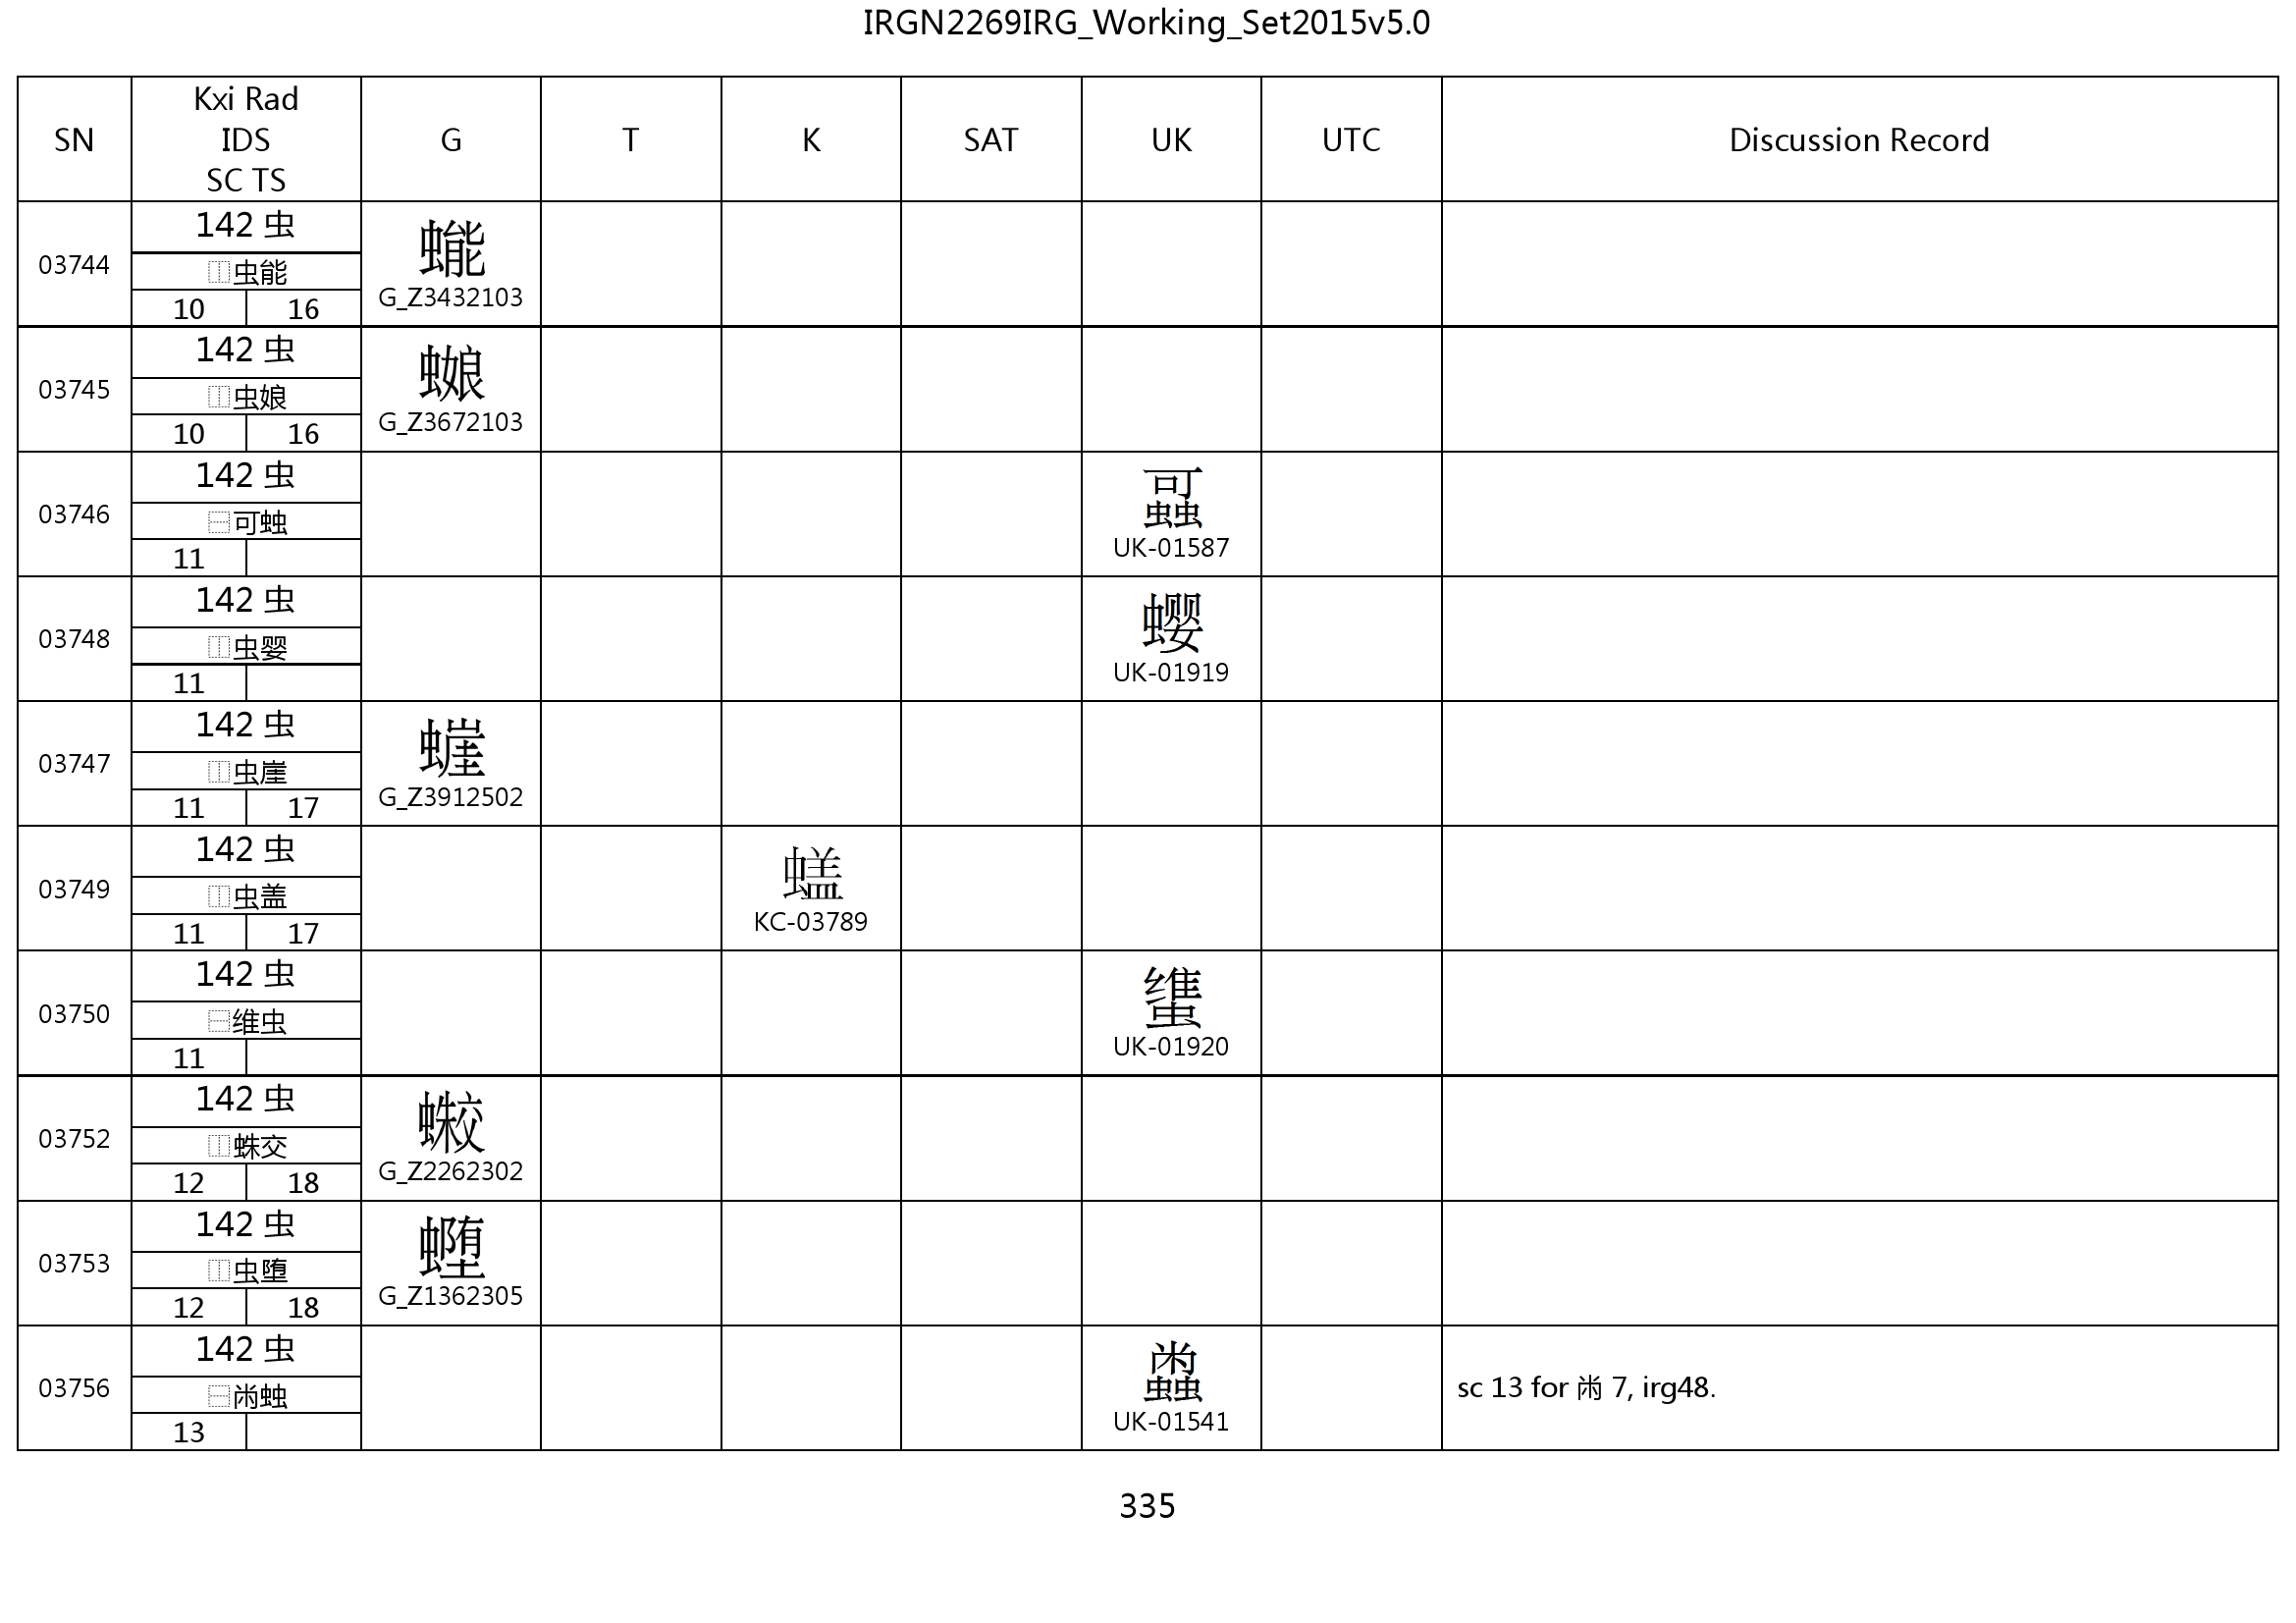 IRGN2269IRG_Working_Set2015v5.0
SN Kxi Rad IDS SC TS G T K SAT UK UTC Discussion Record
03744
142 虫
⿰虫能
10 16
G_Z3432103
03745
142 虫
⿰虫娘
10 16
G_Z3672103
03746
142 虫
⿱可䖵
11
UK-01587
03748
142 虫
⿰虫婴
11
UK-01919
03747
142 虫
⿰虫崖
11 17
G_Z3912502
03749
142 虫
⿰虫盖
11 17
KC-03789
03750
142 虫
⿱维虫
11
UK-01920
03752
142 虫
⿰蛛交
12 18
G_Z2262302
03753
142 虫
⿰虫堕
12 18
G_Z1362305
03756
142 虫
⿱㡀䖵
13
UK-01541
sc 13 for 㡀 7, irg48.
335